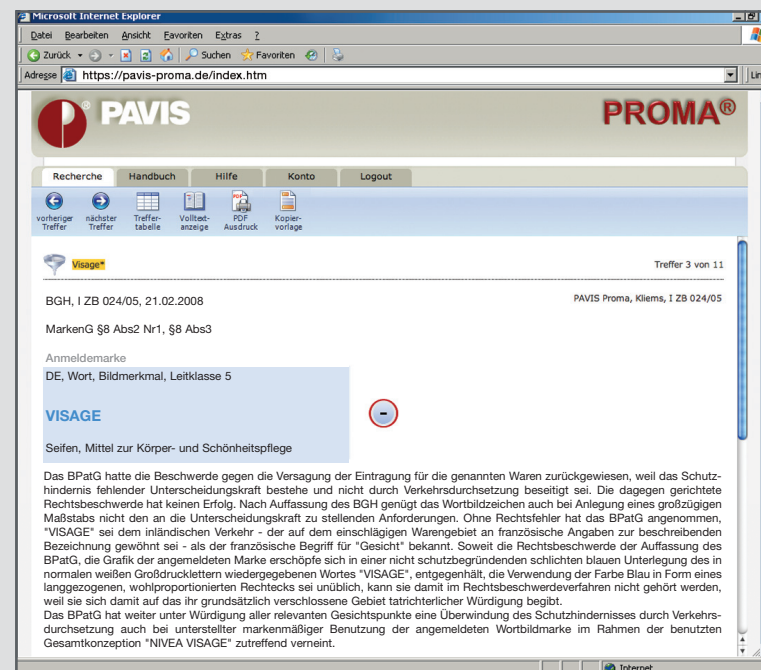 Microsoft Internet Explorer
Datei Bearbeiten Ansicht Favoriten Extras ?
Zurück Suchen Favoriten
Adresse https://pavis-proma.de/index.htm
PAVIS PROMA®
Recherche Handbuch Hilfe Konto Logout
vorheriger Treffer nächster Treffer Treffer-tabelle Volltext-anzeige PDF Ausdruck Kopier-vorlage
Visage* Treffer 3 von 11
BGH, I ZB 024/05, 21.02.2008 PAVIS Proma, Kliems, I ZB 024/05
MarkenG §8 Abs2 Nr1, §8 Abs3
Anmeldemarke
DE, Wort, Bildmerkmal, Leitklasse 5
VISAGE
Seifen, Mittel zur Körper- und Schönheitspflege
Das BPatG hatte die Beschwerde gegen die Versagung der Eintragung für die genannten Waren zurückgewiesen, weil das Schutz-
hindernis fehlender Unterscheidungskraft bestehe und nicht durch Verkehrsdurchsetzung beseitigt sei. Die dagegen gerichtete
Rechtsbeschwerde hat keinen Erfolg. Nach Auffassung des BGH genügt das Wortbildzeichen auch bei Anlegung eines großzügigen
Maßstabs nicht den an die Unterscheidungskraft zu stellenden Anforderungen. Ohne Rechtsfehler hat das BPatG angenommen,
"VISAGE" sei dem inländischen Verkehr - der auf dem einschlägigen Warengebiet an französische Angaben zur beschreibenden
Bezeichnung gewöhnt sei - als der französische Begriff für "Gesicht" bekannt. Soweit die Rechtsbeschwerde der Auffassung des
BPatG, die Grafik der angemeldeten Marke erschöpfe sich in einer nicht schutzbegründenden schlichten blauen Unterlegung des in
normalen weißen Großdrucklettern wiedergegebenen Wortes "VISAGE", entgegenhält, die Verwendung der Farbe Blau in Form eines
langgezogenen, wohlproportionierten Rechtecks sei unüblich, kann sie damit im Rechtsbeschwerdeverfahren nicht gehört werden,
weil sie sich damit auf das ihr grundsätzlich verschlossene Gebiet tatrichterlicher Würdigung begibt.
Das BPatG hat weiter unter Würdigung aller relevanten Gesichtspunkte eine Überwindung des Schutzhindernisses durch Verkehrs-
durchsetzung auch bei unterstellter markenmäßiger Benutzung der angemeldeten Wortbildmarke im Rahmen der benutzten
Gesamtkonzeption "NIVEA VISAGE" zutreffend verneint.
Internet